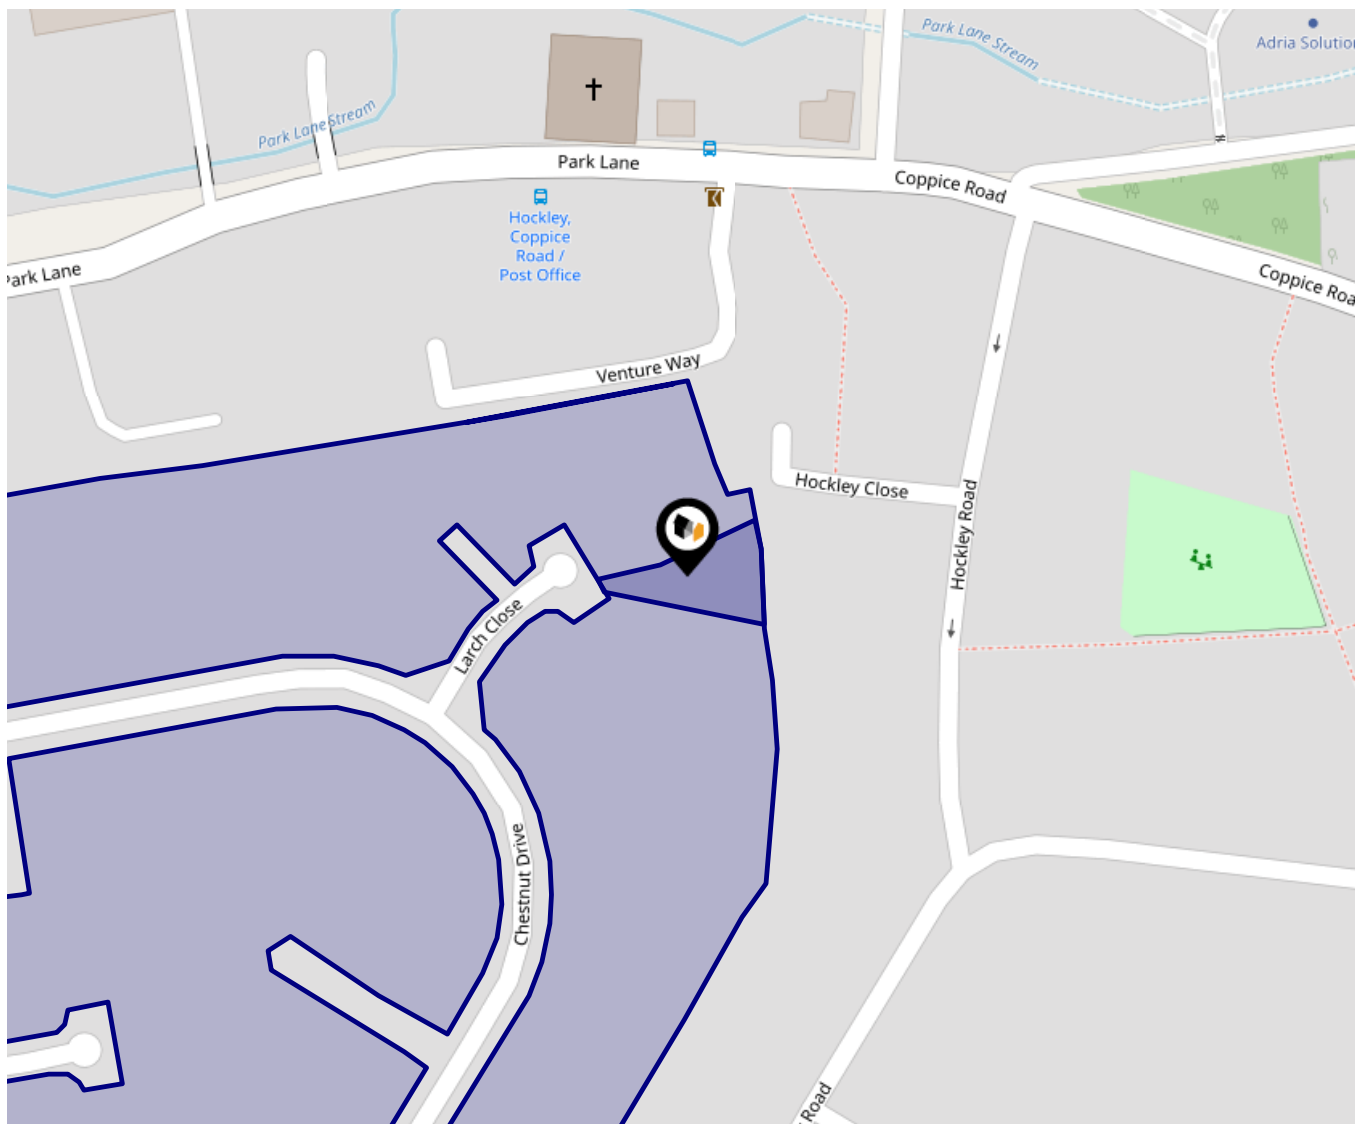 Park Lane Stream
Adria Solution
Park Lane Stream
Park Lane
Coppice Road
Hockley,
Coppice
Road /
Post Office
Park Lane
Coppice Roa
Venture Way
Hockley Close
Hockley Road
Larch Close
Chestnut Drive
Road